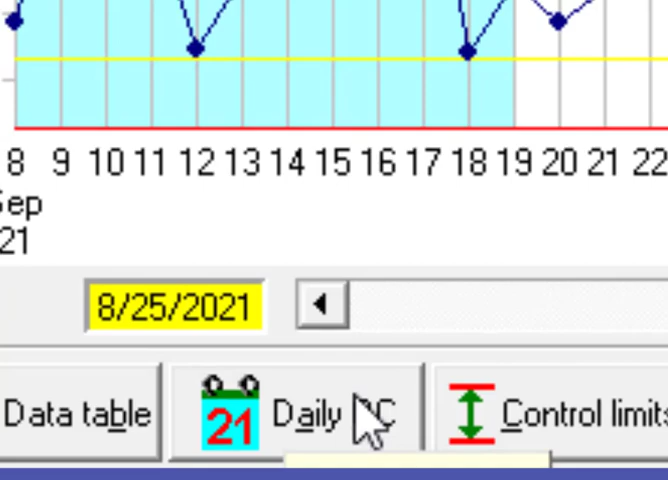 8 9 10 11 12 13 14 15 16 17 18 19 20 21 22
Sep
21
8/25/2021
Data table 21 Daily QC Control limits